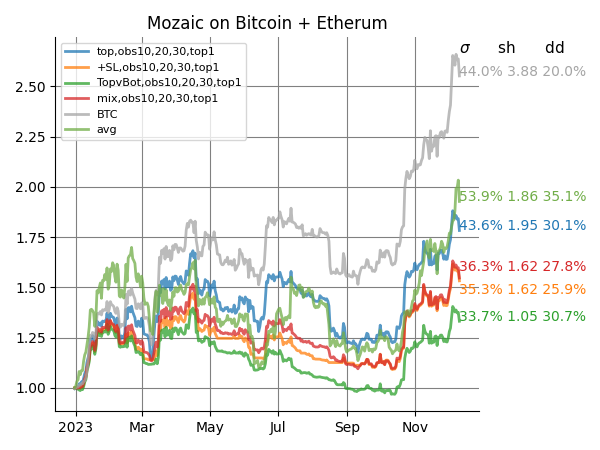 Mozaic on Bitcoin + Etherum
σ sh dd
top,obs10,20,30,top1
+SL,obs10,20,30,top1
TopvBot,obs10,20,30,top1
mix,obs10,20,30,top1
BTC
avg
44.0% 3.88 20.0%
53.9% 1.86 35.1%
43.6% 1.95 30.1%
36.3% 1.62 27.8%
35.3% 1.62 25.9%
33.7% 1.05 30.7%
2.50
2.25
2.00
1.75
1.50
1.25
1.00
2023 Mar May Jul Sep Nov